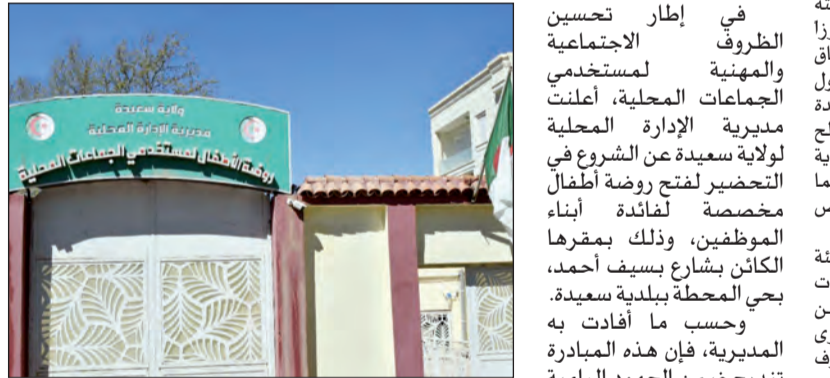 ولاية سعيدة
مديرية الإدارة المحلية
روضة الأطفال لمستخدمي الجماعات المحلية
في إطار تحسين
الظروف الاجتماعية
والمهنية لمستخدمي
الجماعات المحلية، أعلنت
مديرية الإدارة المحلية
لولاية سعيدة عن الشروع في
التحضير لفتح روضة أطفال
مخصصة لفائدة أبناء
الموظفين، وذلك بمقرها
الكائن بشارع بسيف أحمد،
بحي المحطة ببلدية سعيدة.
وحسب ما أفادت به
المديرية، فإن هذه المبادرة